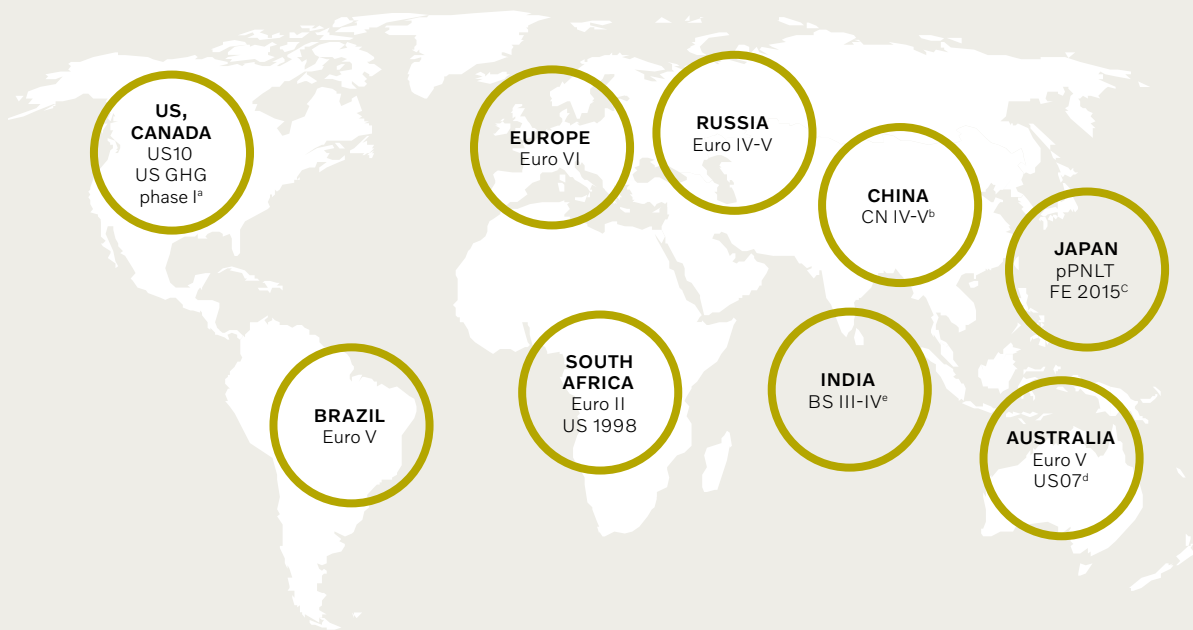 US,
CANADA
US10
US GHG
phase Iᵃ
EUROPE
Euro VI
RUSSIA
Euro IV-V
CHINA
CN IV-Vᵇ
JAPAN
pPNLT
FE 2015ᶜ
BRAZIL
Euro V
SOUTH
AFRICA
Euro II
US 1998
INDIA
BS III-IVᵉ
AUSTRALIA
Euro V
US07ᵈ